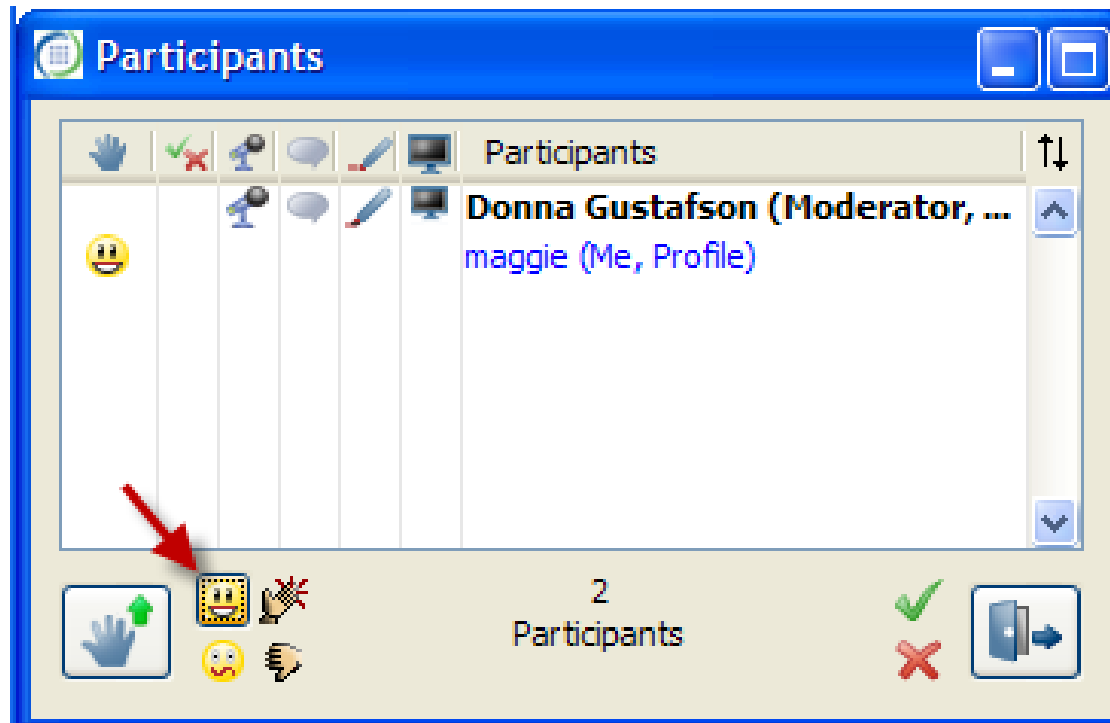 Participants
Participants
Donna Gustafson (Moderator, ...
maggie (Me, Profile)
2
Participants